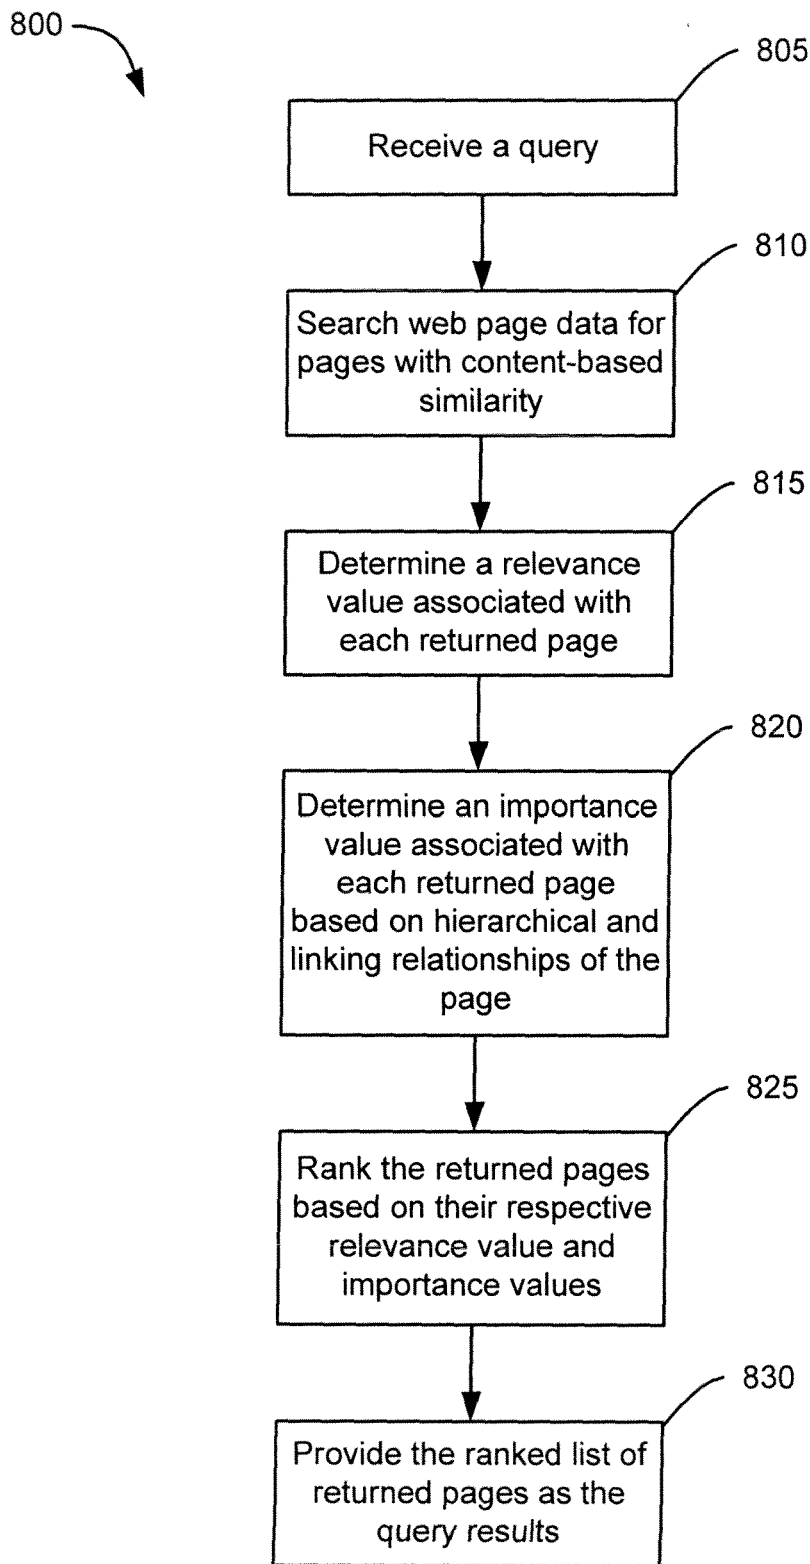 800
805
Receive a query
810
Search web page data for
pages with content-based
similarity
815
Determine a relevance
value associated with
each returned page
820
Determine an importance
value associated with
each returned page
based on hierarchical and
linking relationships of the
page
825
Rank the returned pages
based on their respective
relevance value and
importance values
830
Provide the ranked list of
returned pages as the
query results